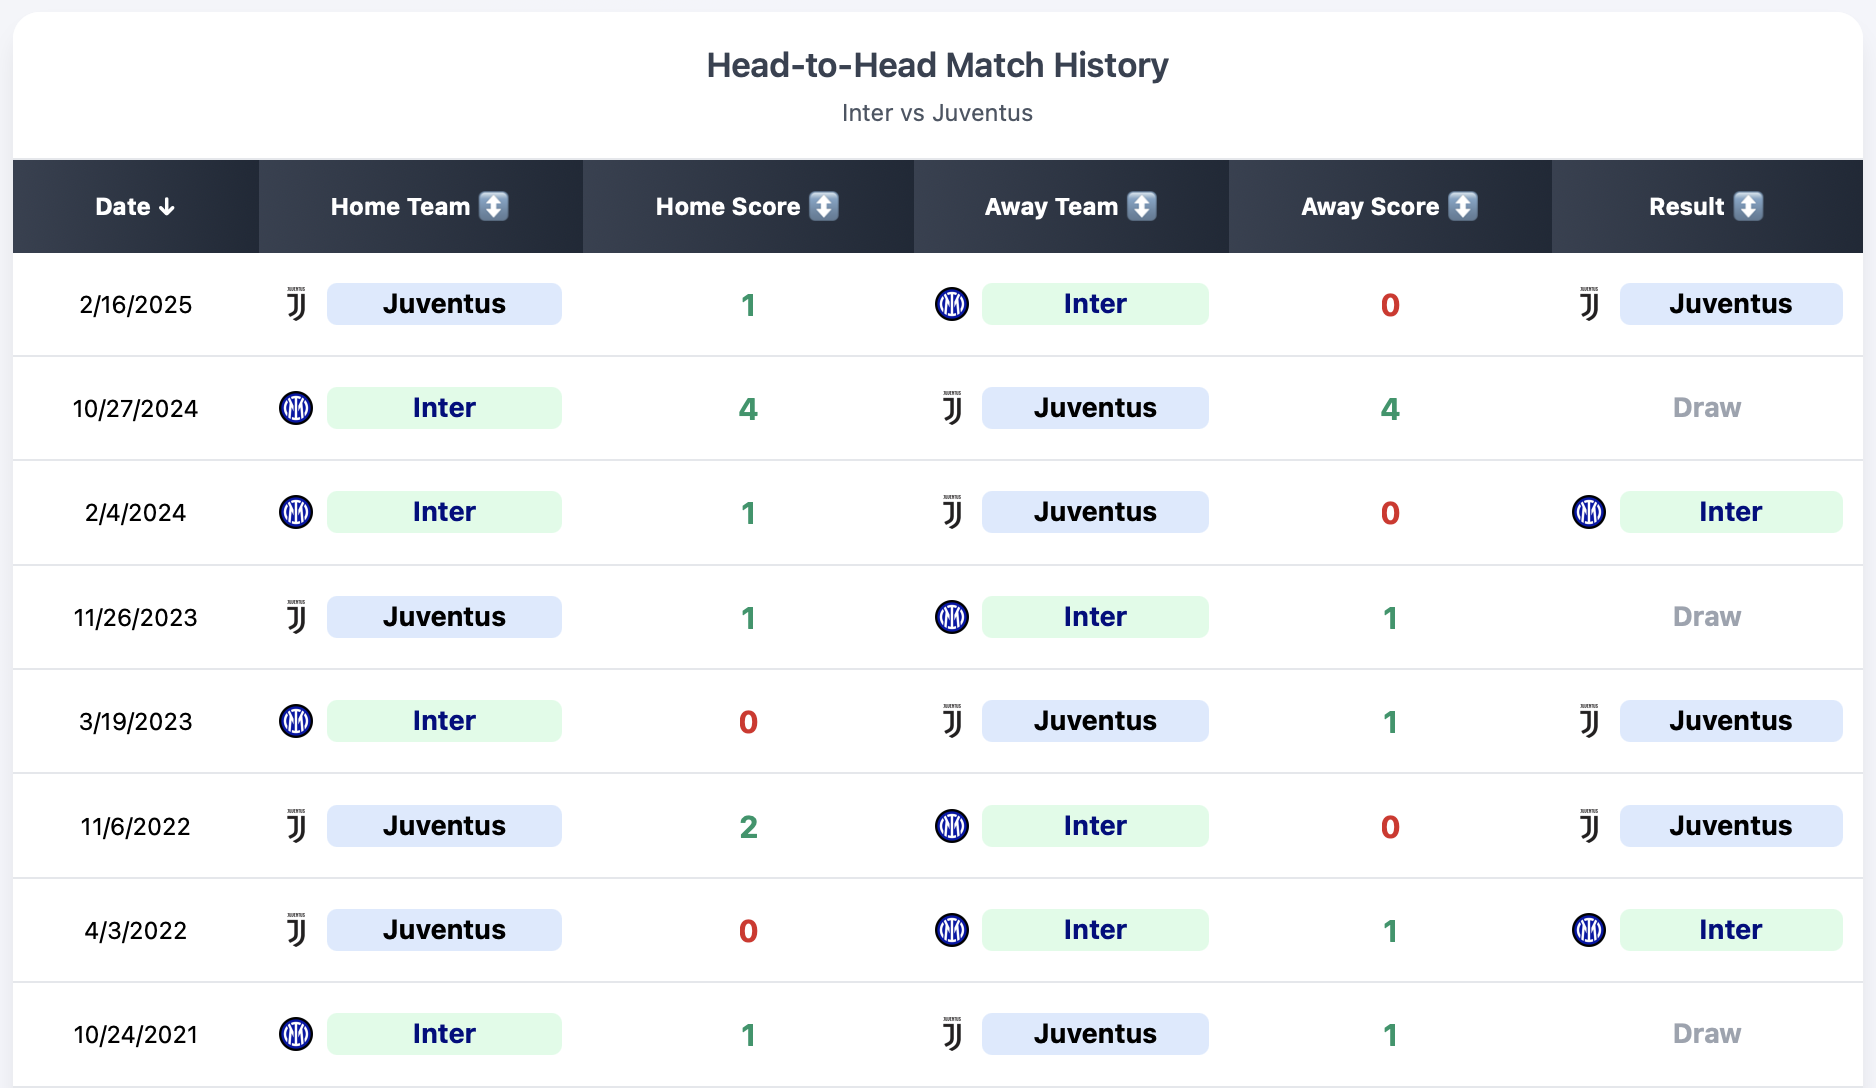 Head-to-Head Match History
Inter vs Juventus
Date ↓ Home Team ↕ Home Score ↕ Away Team ↕ Away Score ↕ Result ↕
2/16/2025 Juventus 1 Inter 0 Juventus
10/27/2024 Inter 4 Juventus 4 Draw
2/4/2024 Inter 1 Juventus 0 Inter
11/26/2023 Juventus 1 Inter 1 Draw
3/19/2023 Inter 0 Juventus 1 Juventus
11/6/2022 Juventus 2 Inter 0 Juventus
4/3/2022 Juventus 0 Inter 1 Inter
10/24/2021 Inter 1 Juventus 1 Draw